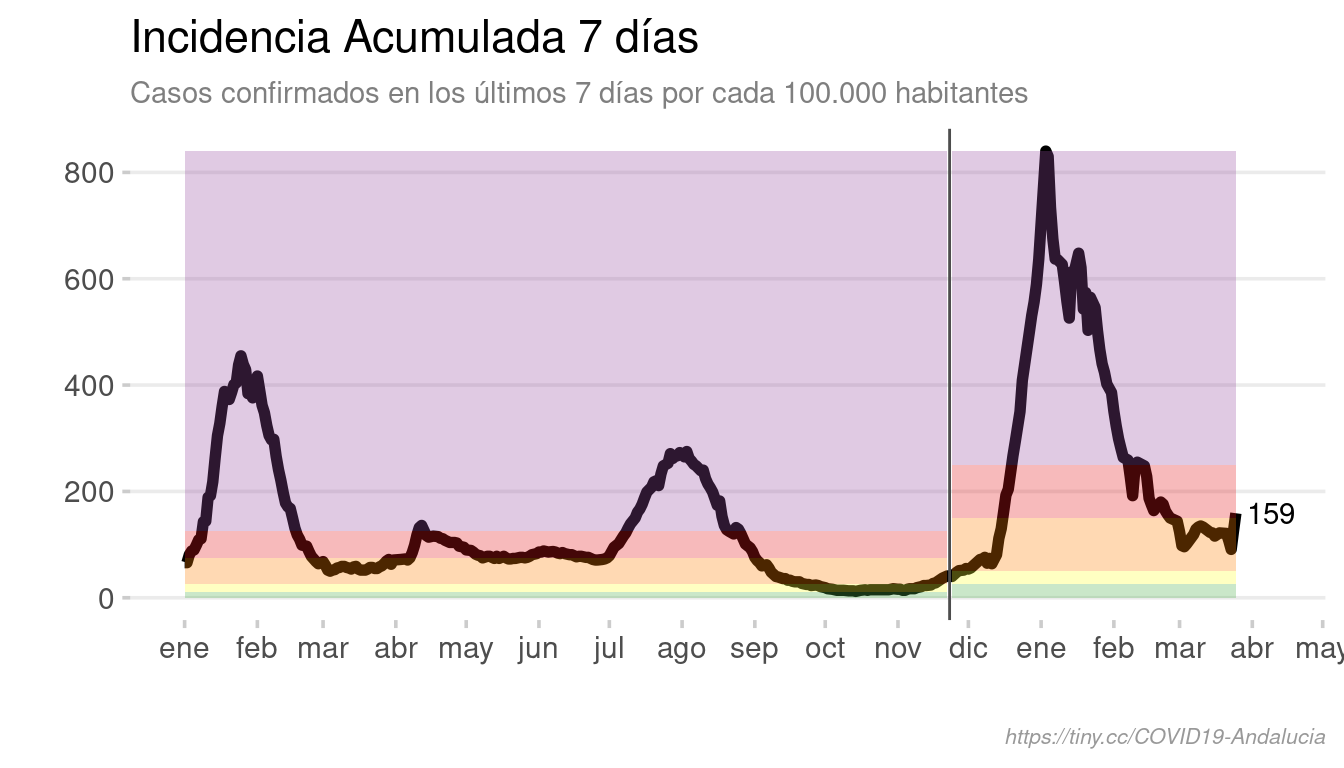 Incidencia Acumulada 7 días
Casos confirmados en los últimos 7 días por cada 100.000 habitantes
800
600
400
200
0
159
ene feb mar abr may jun jul ago sep oct nov dic ene feb mar abr may
https://tiny.cc/COVID19-Andalucia